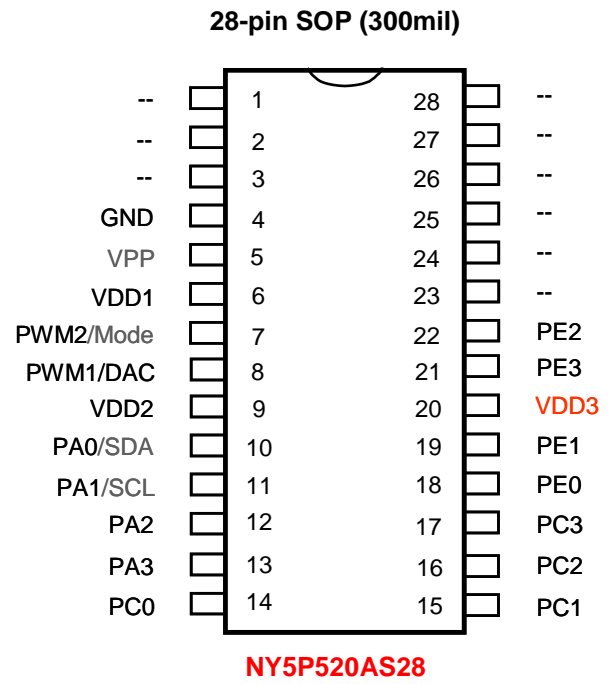 28-pin SOP (300mil)
-- 1 28 --
-- 2 27 --
-- 3 26 --
GND 4 25 --
VPP 5 24 --
VDD1 6 23 --
PWM2/Mode 7 22 PE2
PWM1/DAC 8 21 PE3
VDD2 9 20 VDD3
PA0/SDA 10 19 PE1
PA1/SCL 11 18 PE0
PA2 12 17 PC3
PA3 13 16 PC2
PC0 14 15 PC1
NY5P520AS28